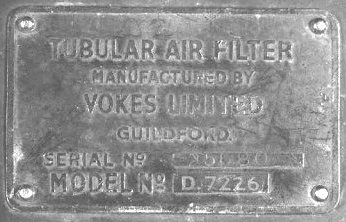 TUBULAR AIR FILTER
MANUFACTURED BY
VOKES LIMITED
GUILDFORD.
SERIAL Nº
MODEL Nº D.7226